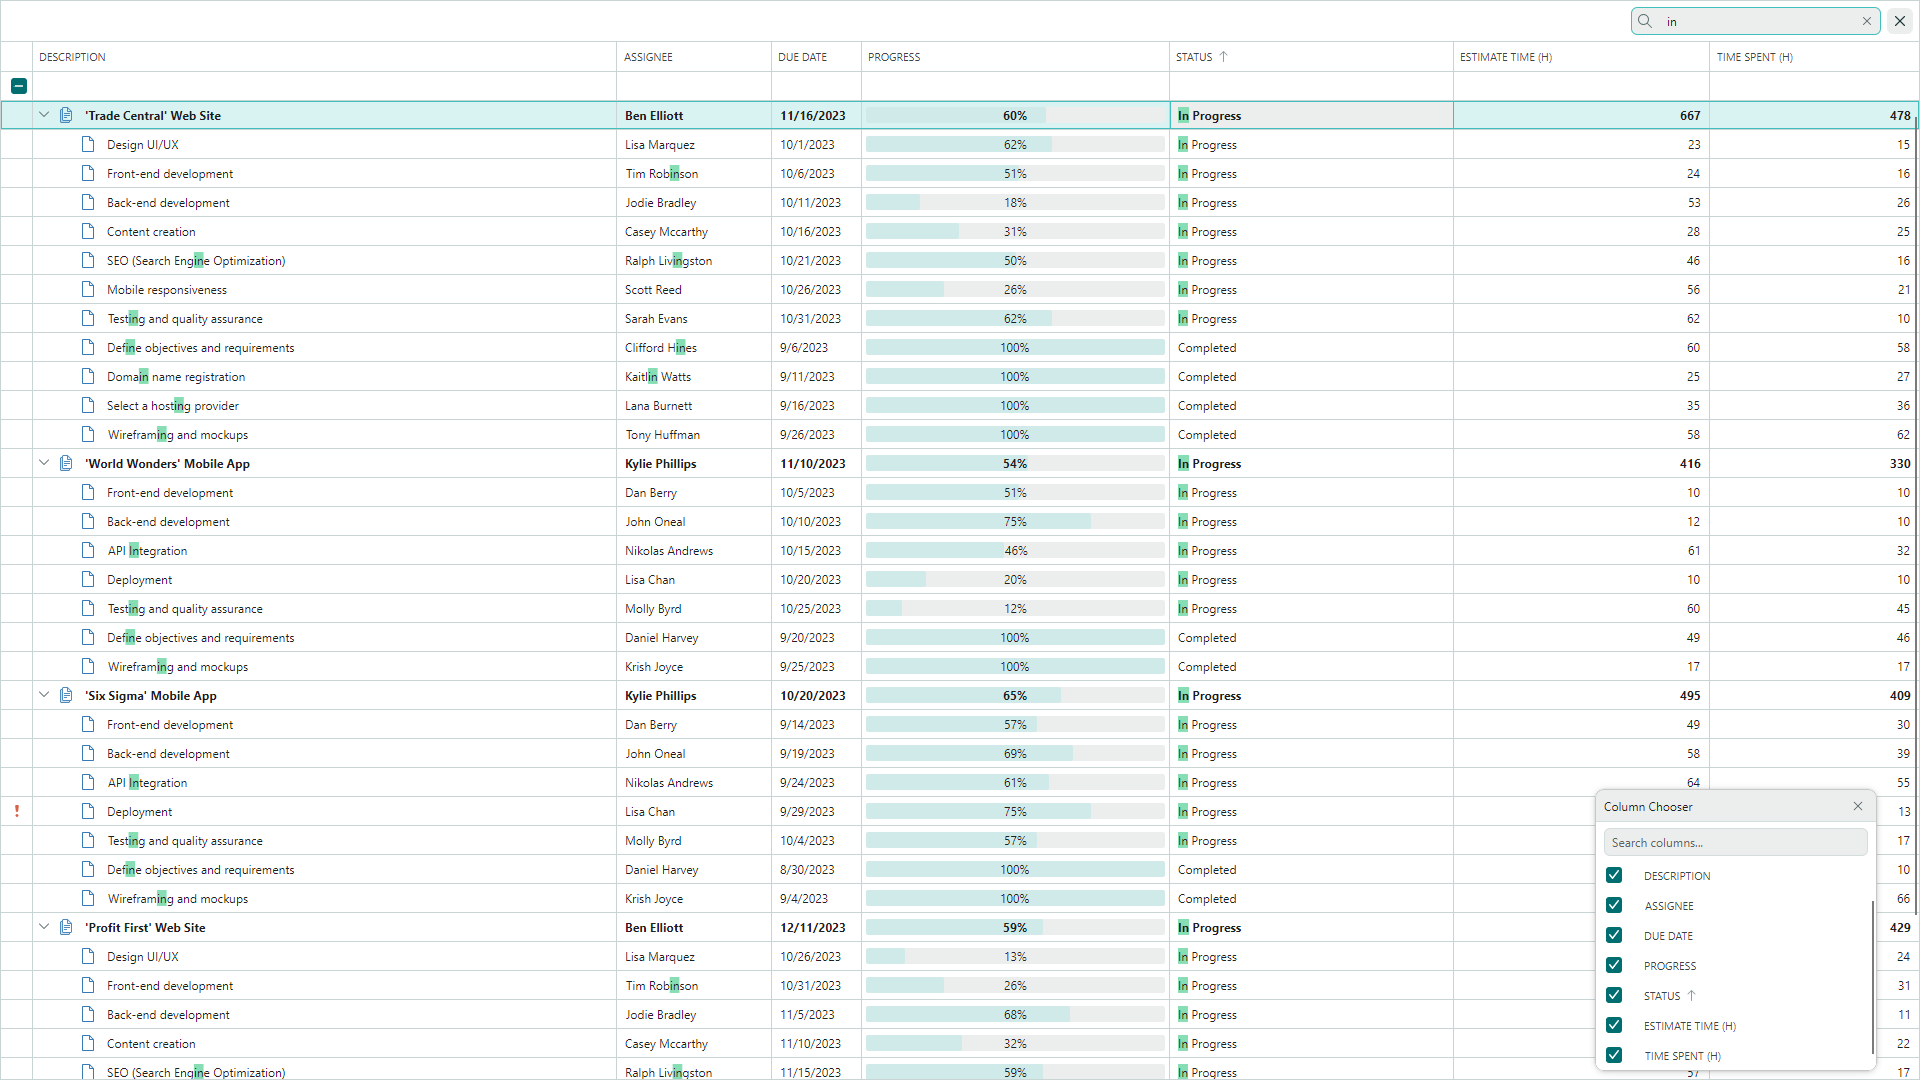 in
DESCRIPTION ASSIGNEE DUE DATE PROGRESS STATUS ESTIMATE TIME (H) TIME SPENT (H)
'Trade Central' Web Site Ben Elliott 11/16/2023 60% In Progress 667 478
Design UI/UX Lisa Marquez 10/1/2023 62% In Progress 23 15
Front-end development Tim Robinson 10/6/2023 51% In Progress 24 16
Back-end development Jodie Bradley 10/11/2023 18% In Progress 53 26
Content creation Casey Mccarthy 10/16/2023 31% In Progress 28 25
SEO (Search Engine Optimization) Ralph Livingston 10/21/2023 50% In Progress 46 16
Mobile responsiveness Scott Reed 10/26/2023 26% In Progress 56 21
Testing and quality assurance Sarah Evans 10/31/2023 62% In Progress 62 10
Define objectives and requirements Clifford Hines 9/6/2023 100% Completed 60 58
Domain name registration Kaitlin Watts 9/11/2023 100% Completed 25 27
Select a hosting provider Lana Burnett 9/16/2023 100% Completed 35 36
Wireframing and mockups Tony Huffman 9/26/2023 100% Completed 58 62
'World Wonders' Mobile App Kylie Phillips 11/10/2023 54% In Progress 416 330
Front-end development Dan Berry 10/5/2023 51% In Progress 10 10
Back-end development John Oneal 10/10/2023 75% In Progress 12 10
API Integration Nikolas Andrews 10/15/2023 46% In Progress 61 32
Deployment Lisa Chan 10/20/2023 20% In Progress 10 10
Testing and quality assurance Molly Byrd 10/25/2023 12% In Progress 60 45
Define objectives and requirements Daniel Harvey 9/20/2023 100% Completed 49 46
Wireframing and mockups Krish Joyce 9/25/2023 100% Completed 17 17
'Six Sigma' Mobile App Kylie Phillips 10/20/2023 65% In Progress 495 409
Front-end development Dan Berry 9/14/2023 57% In Progress 49 30
Back-end development John Oneal 9/19/2023 69% In Progress 58 39
API Integration Nikolas Andrews 9/24/2023 61% In Progress 64 55
Deployment Lisa Chan 9/29/2023 75% In Progress 13
Testing and quality assurance Molly Byrd 10/4/2023 57% In Progress 17
Define objectives and requirements Daniel Harvey 8/30/2023 100% Completed 10
Wireframing and mockups Krish Joyce 9/4/2023 100% Completed 66
'Profit First' Web Site Ben Elliott 12/11/2023 59% In Progress 429
Design UI/UX Lisa Marquez 10/26/2023 13% In Progress 24
Front-end development Tim Robinson 10/31/2023 26% In Progress 31
Back-end development Jodie Bradley 11/5/2023 68% In Progress 11
Content creation Casey Mccarthy 11/10/2023 32% In Progress 22
SEO (Search Engine Optimization) Ralph Livingston 11/15/2023 59% In Progress 57 17
Column Chooser
Search columns...
DESCRIPTION
ASSIGNEE
DUE DATE
PROGRESS
STATUS
ESTIMATE TIME (H)
TIME SPENT (H)